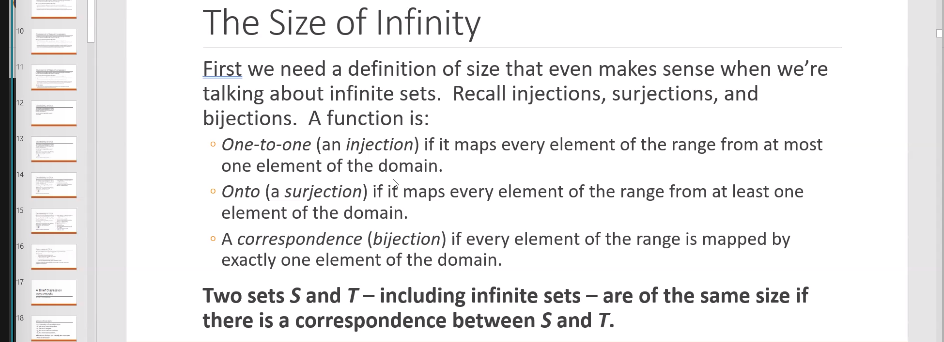 The Size of Infinity
First we need a definition of size that even makes sense when we're
talking about infinite sets. Recall injections, surjections, and
bijections. A function is:
One-to-one (an injection) if it maps every element of the range from at most
one element of the domain.
Onto (a surjection) if it maps every element of the range from at least one
element of the domain.
A correspondence (bijection) if every element of the range is mapped by
exactly one element of the domain.
Two sets S and T – including infinite sets – are of the same size if
there is a correspondence between S and T.
10
11
12
13
14
15
16
17
18